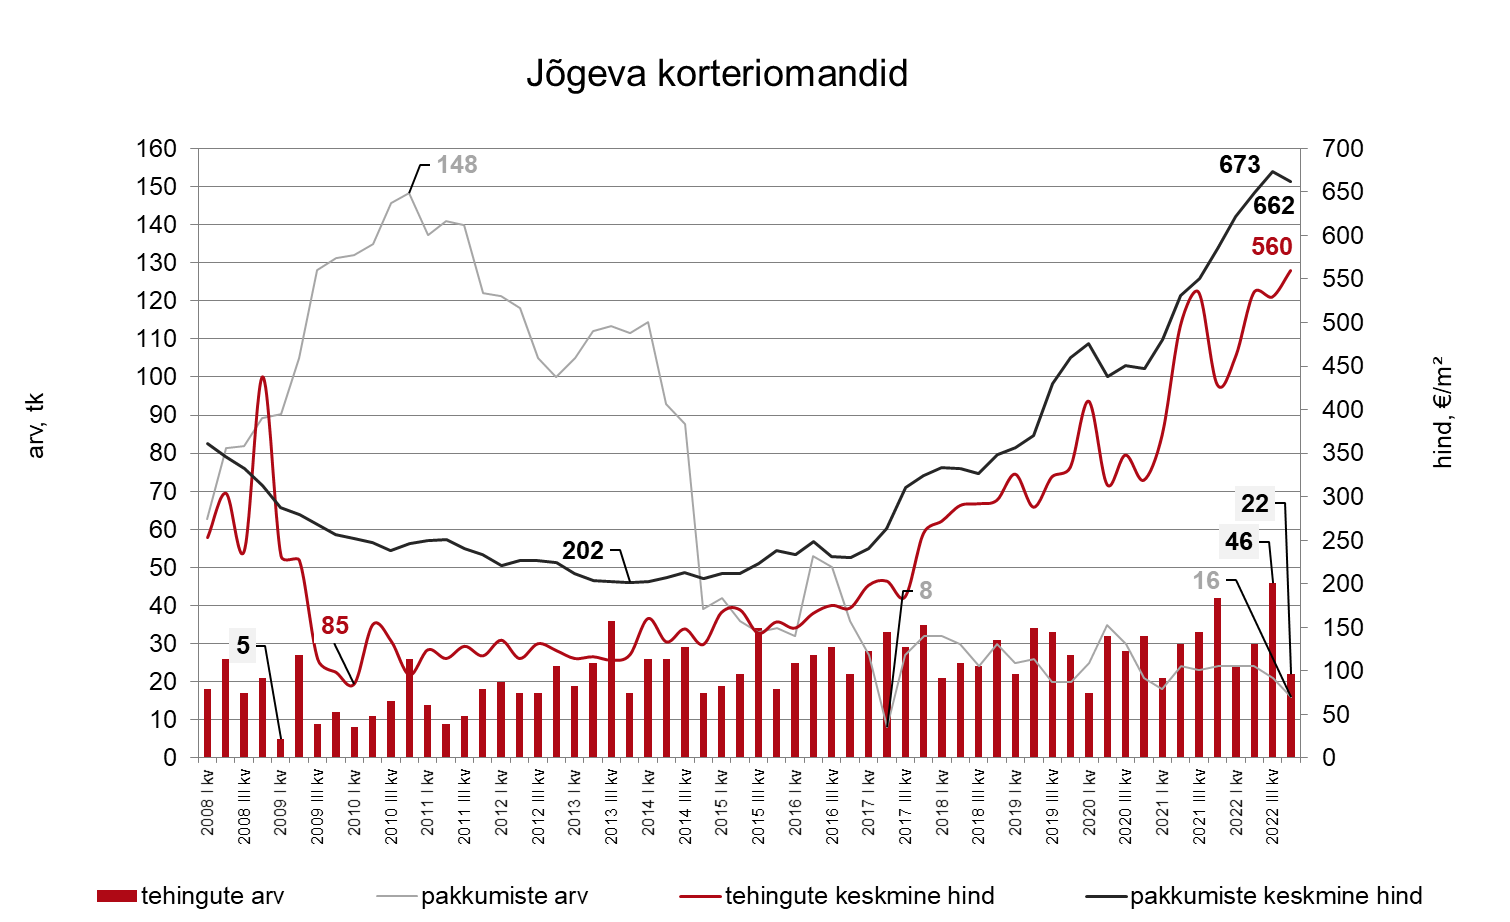 Jõgeva korteriomandid
arv, tk
160
150
140
130
120
110
100
90
80
70
60
50
40
30
20
10
0
700
650
600
550
500
450
400
350
300
250
200
150
100
50
0
hind, €/m²
148
673
662
560
22
46
16
202
8
85
5
2008 I kv
2008 III kv
2009 I kv
2009 III kv
2010 I kv
2010 III kv
2011 I kv
2011 III kv
2012 I kv
2012 III kv
2013 I kv
2013 III kv
2014 I kv
2014 III kv
2015 I kv
2015 III kv
2016 I kv
2016 III kv
2017 I kv
2017 III kv
2018 I kv
2018 III kv
2019 I kv
2019 III kv
2020 I kv
2020 III kv
2021 I kv
2021 III kv
2022 I kv
2022 III kv
tehingute arv
pakkumiste arv
tehingute keskmine hind
pakkumiste keskmine hind